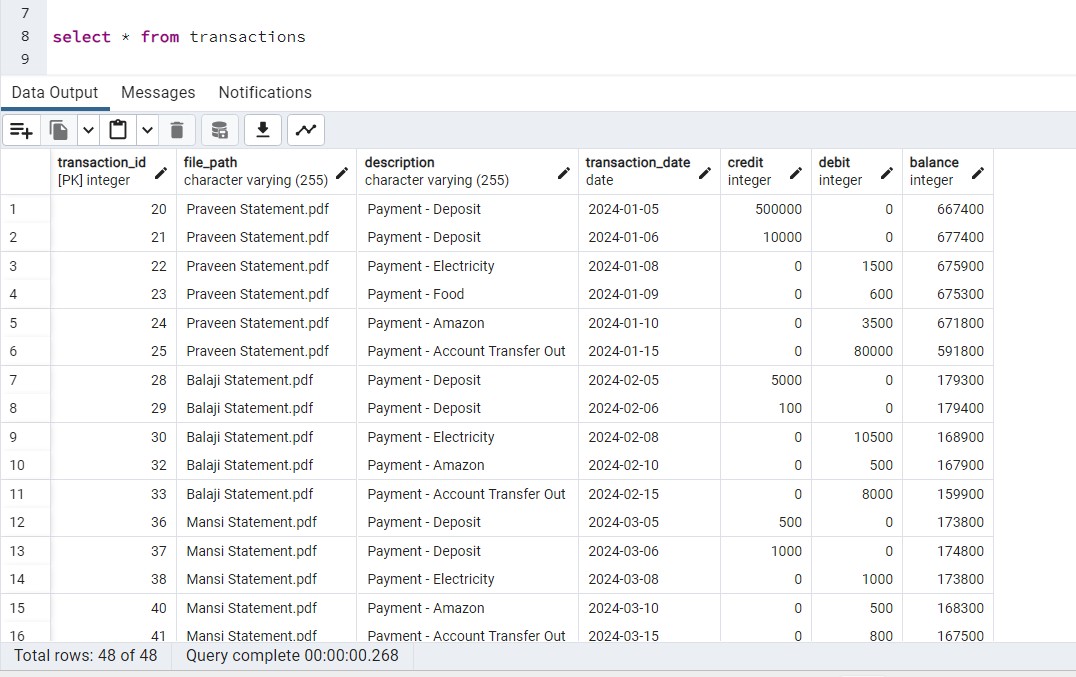 7
8 select * from transactions
9
Data Output Messages Notifications
transaction_id file_path description transaction_date credit debit balance
[PK] integer character varying (255) character varying (255) date integer integer integer
1 20 Praveen Statement.pdf Payment - Deposit 2024-01-05 500000 0 667400
2 21 Praveen Statement.pdf Payment - Deposit 2024-01-06 10000 0 677400
3 22 Praveen Statement.pdf Payment - Electricity 2024-01-08 0 1500 675900
4 23 Praveen Statement.pdf Payment - Food 2024-01-09 0 600 675300
5 24 Praveen Statement.pdf Payment - Amazon 2024-01-10 0 3500 671800
6 25 Praveen Statement.pdf Payment - Account Transfer Out 2024-01-15 0 80000 591800
7 28 Balaji Statement.pdf Payment - Deposit 2024-02-05 5000 0 179300
8 29 Balaji Statement.pdf Payment - Deposit 2024-02-06 100 0 179400
9 30 Balaji Statement.pdf Payment - Electricity 2024-02-08 0 10500 168900
10 32 Balaji Statement.pdf Payment - Amazon 2024-02-10 0 500 167900
11 33 Balaji Statement.pdf Payment - Account Transfer Out 2024-02-15 0 8000 159900
12 36 Mansi Statement.pdf Payment - Deposit 2024-03-05 500 0 173800
13 37 Mansi Statement.pdf Payment - Deposit 2024-03-06 1000 0 174800
14 38 Mansi Statement.pdf Payment - Electricity 2024-03-08 0 1000 173800
15 40 Mansi Statement.pdf Payment - Amazon 2024-03-10 0 500 168300
16 41 Mansi Statement.pdf Payment - Account Transfer Out 2024-03-15 0 800 167500
Total rows: 48 of 48 Query complete 00:00:00.268